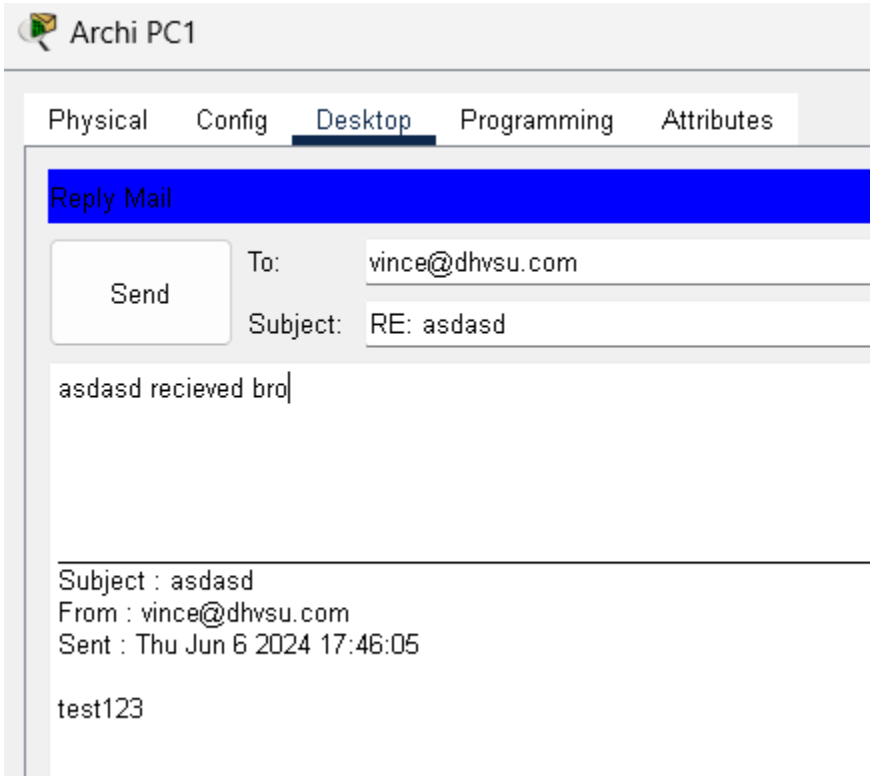 Archi PC1
Physical Config Desktop Programming Attributes
Reply Mail
Send
To: vince@dhvsu.com
Subject: RE: asdasd
asdasd recieved bro
Subject : asdasd
From : vince@dhvsu.com
Sent : Thu Jun 6 2024 17:46:05
test123